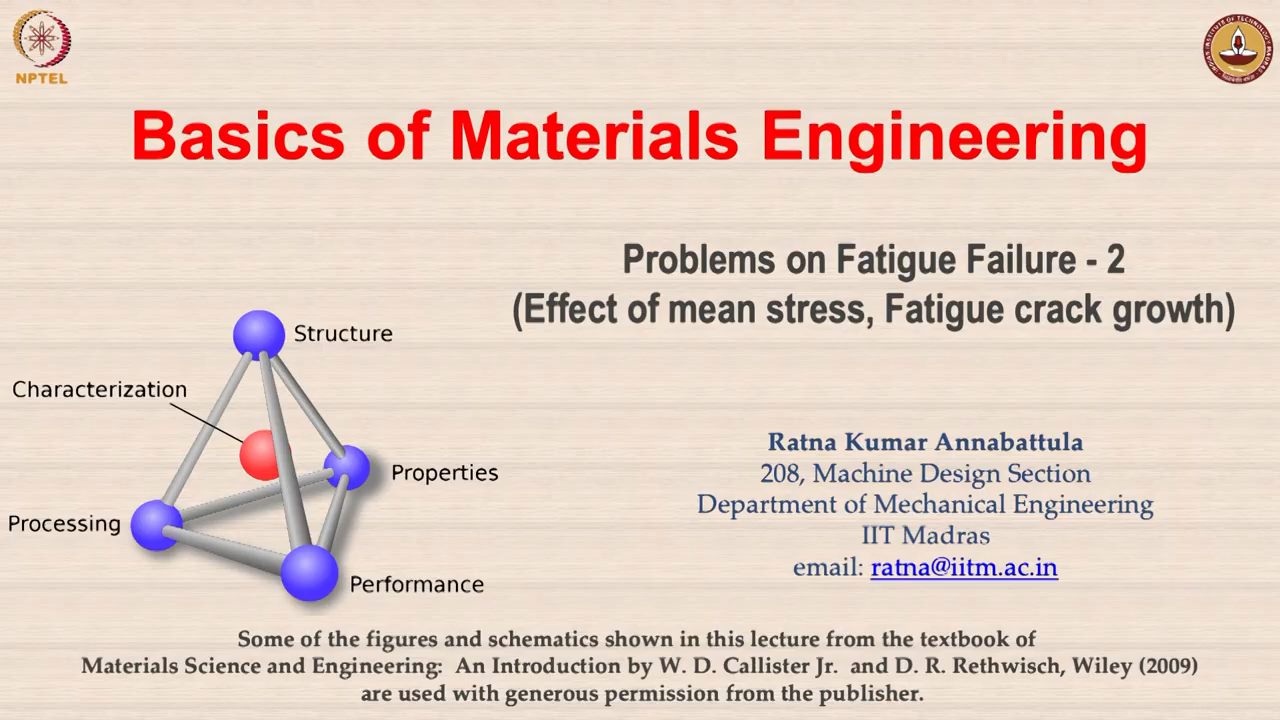 NPTEL
Basics of Materials Engineering
Problems on Fatigue Failure - 2
(Effect of mean stress, Fatigue crack growth)
Structure
Characterization
Properties
Processing
Performance
Ratna Kumar Annabattula
208, Machine Design Section
Department of Mechanical Engineering
IIT Madras
email: ratna@iitm.ac.in
Some of the figures and schematics shown in this lecture from the textbook of
Materials Science and Engineering: An Introduction by W. D. Callister Jr. and D. R. Rethwisch, Wiley (2009)
are used with generous permission from the publisher.